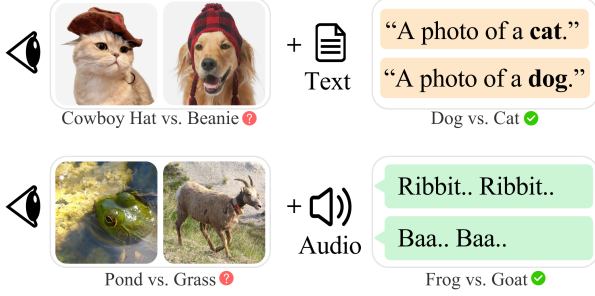 +
Text
“A photo of a cat.”
“A photo of a dog.”
Cowboy Hat vs. Beanie ?
Dog vs. Cat
+
Audio
Ribbit.. Ribbit..
Baa.. Baa..
Pond vs. Grass ?
Frog vs. Goat